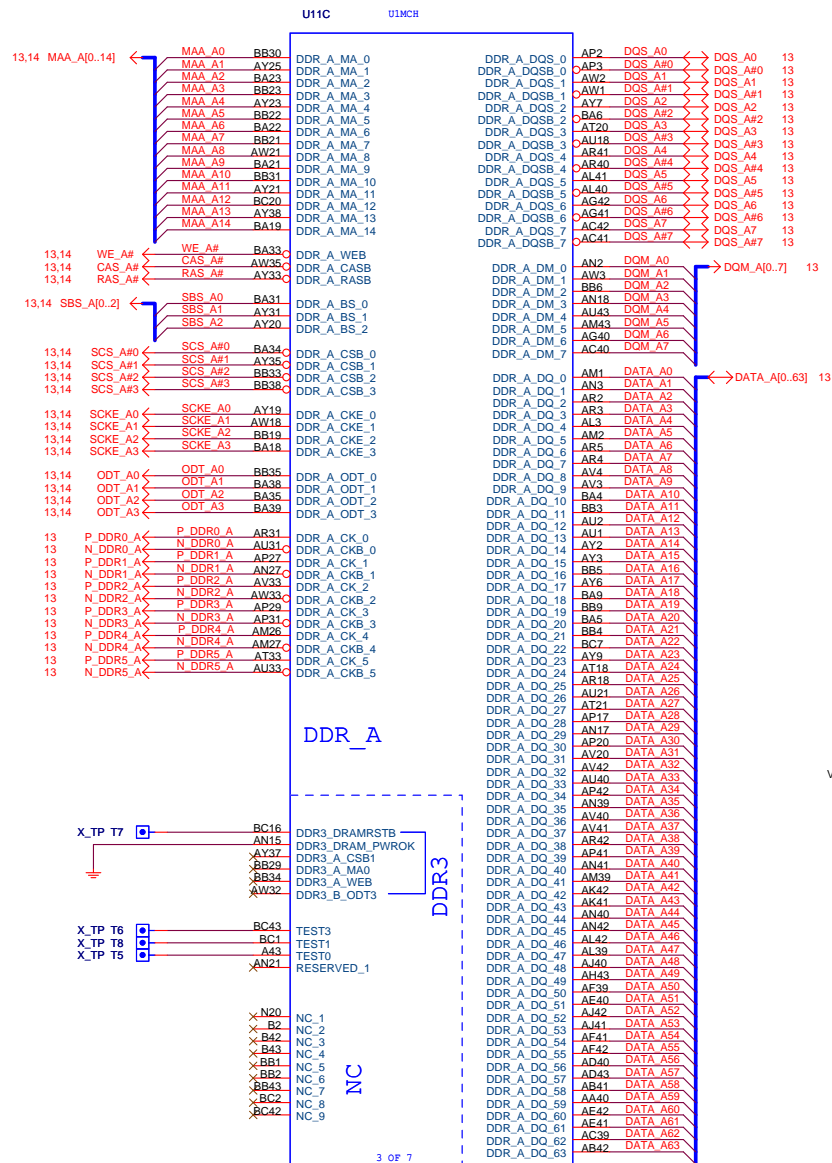 U11C U1MCH
13,14 MAA_A[0..14]
MAA_A0 BB30 DDR_A_MA_0
MAA_A1 AY25 DDR_A_MA_1
MAA_A2 BA23 DDR_A_MA_2
MAA_A3 BB23 DDR_A_MA_3
MAA_A4 AY23 DDR_A_MA_4
MAA_A5 BB22 DDR_A_MA_5
MAA_A6 BA22 DDR_A_MA_6
MAA_A7 BB21 DDR_A_MA_7
MAA_A8 AW21 DDR_A_MA_8
MAA_A9 BA21 DDR_A_MA_9
MAA_A10 BB31 DDR_A_MA_10
MAA_A11 AY21 DDR_A_MA_11
MAA_A12 BC20 DDR_A_MA_12
MAA_A13 AY38 DDR_A_MA_13
MAA_A14 BA19 DDR_A_MA_14
13,14 WE_A# WE_A# BA33 DDR_A_WEB
13,14 CAS_A# CAS_A# AW35 DDR_A_CASB
13,14 RAS_A# RAS_A# AY33 DDR_A_RASB
13,14 SBS_A[0..2]
SBS_A0 BA31 DDR_A_BS_0
SBS_A1 AY31 DDR_A_BS_1
SBS_A2 AY20 DDR_A_BS_2
13,14 SCS_A#0 SCS_A#0 BA34 DDR_A_CSB_0
13,14 SCS_A#1 SCS_A#1 AY35 DDR_A_CSB_1
13,14 SCS_A#2 SCS_A#2 BB33 DDR_A_CSB_2
13,14 SCS_A#3 SCS_A#3 BB38 DDR_A_CSB_3
13,14 SCKE_A0 SCKE_A0 AY19 DDR_A_CKE_0
13,14 SCKE_A1 SCKE_A1 AW18 DDR_A_CKE_1
13,14 SCKE_A2 SCKE_A2 BB19 DDR_A_CKE_2
13,14 SCKE_A3 SCKE_A3 BA18 DDR_A_CKE_3
13,14 ODT_A0 ODT_A0 BB35 DDR_A_ODT_0
13,14 ODT_A1 ODT_A1 BA38 DDR_A_ODT_1
13,14 ODT_A2 ODT_A2 BA35 DDR_A_ODT_2
13,14 ODT_A3 ODT_A3 BA39 DDR_A_ODT_3
13 P_DDR0_A P_DDR0_A AR31 DDR_A_CK_0
13 N_DDR0_A N_DDR0_A AU31 DDR_A_CKB_0
13 P_DDR1_A P_DDR1_A AP27 DDR_A_CK_1
13 N_DDR1_A N_DDR1_A AN27 DDR_A_CKB_1
13 P_DDR2_A P_DDR2_A AV33 DDR_A_CK_2
13 N_DDR2_A N_DDR2_A AW33 DDR_A_CKB_2
13 P_DDR3_A P_DDR3_A AP29 DDR_A_CK_3
13 N_DDR3_A N_DDR3_A AP31 DDR_A_CKB_3
13 P_DDR4_A P_DDR4_A AM26 DDR_A_CK_4
13 N_DDR4_A N_DDR4_A AM27 DDR_A_CKB_4
13 P_DDR5_A P_DDR5_A AT33 DDR_A_CK_5
13 N_DDR5_A N_DDR5_A AU33 DDR_A_CKB_5
DDR_A
X_TP T7 BC16 DDR3_DRAMRSTB
AN15 DDR3_DRAM_PWROK
AY37 DDR3_A_CSB1
BB29 DDR3_A_MA0
BB34 DDR3_A_WEB
AW32 DDR3_B_ODT3
DDR3
X_TP T6 BC43 TEST3
X_TP T8 BC1 TEST1
X_TP T5 A43 TEST0
AN21 RESERVED_1
N20 NC_1
B2 NC_2
B42 NC_3
B43 NC_4
BB1 NC_5
BB2 NC_6
BB43 NC_7
BC2 NC_8
BC42 NC_9
NC
3 OF 7
DDR_A_DQS_0 AP2 DQS_A0 DQS_A0 13
DDR_A_DQSB_0 AP3 DQS_A#0 DQS_A#0 13
DDR_A_DQS_1 AW2 DQS_A1 DQS_A1 13
DDR_A_DQSB_1 AW1 DQS_A#1 DQS_A#1 13
DDR_A_DQS_2 AY7 DQS_A2 DQS_A2 13
DDR_A_DQSB_2 BA6 DQS_A#2 DQS_A#2 13
DDR_A_DQS_3 AT20 DQS_A3 DQS_A3 13
DDR_A_DQSB_3 AU18 DQS_A#3 DQS_A#3 13
DDR_A_DQS_4 AR41 DQS_A4 DQS_A4 13
DDR_A_DQSB_4 AR40 DQS_A#4 DQS_A#4 13
DDR_A_DQS_5 AL41 DQS_A5 DQS_A5 13
DDR_A_DQSB_5 AL40 DQS_A#5 DQS_A#5 13
DDR_A_DQS_6 AG42 DQS_A6 DQS_A6 13
DDR_A_DQSB_6 AG41 DQS_A#6 DQS_A#6 13
DDR_A_DQS_7 AC42 DQS_A7 DQS_A7 13
DDR_A_DQSB_7 AC41 DQS_A#7 DQS_A#7 13
DDR_A_DM_0 AN2 DQM_A0 DQM_A[0..7] 13
DDR_A_DM_1 AW3 DQM_A1
DDR_A_DM_2 BB6 DQM_A2
DDR_A_DM_3 AN18 DQM_A3
DDR_A_DM_4 AU43 DQM_A4
DDR_A_DM_5 AM43 DQM_A5
DDR_A_DM_6 AG40 DQM_A6
DDR_A_DM_7 AC40 DQM_A7
DDR_A_DQ_0 AM1 DATA_A0 DATA_A[0..63] 13
DDR_A_DQ_1 AN3 DATA_A1
DDR_A_DQ_2 AR2 DATA_A2
DDR_A_DQ_3 AR3 DATA_A3
DDR_A_DQ_4 AL3 DATA_A4
DDR_A_DQ_5 AM2 DATA_A5
DDR_A_DQ_6 AR5 DATA_A6
DDR_A_DQ_7 AR4 DATA_A7
DDR_A_DQ_8 AV4 DATA_A8
DDR_A_DQ_9 AV3 DATA_A9
DDR_A_DQ_10 BA4 DATA_A10
DDR_A_DQ_11 BB3 DATA_A11
DDR_A_DQ_12 AU2 DATA_A12
DDR_A_DQ_13 AU1 DATA_A13
DDR_A_DQ_14 AY2 DATA_A14
DDR_A_DQ_15 AY3 DATA_A15
DDR_A_DQ_16 BB5 DATA_A16
DDR_A_DQ_17 AY6 DATA_A17
DDR_A_DQ_18 BA9 DATA_A18
DDR_A_DQ_19 BB9 DATA_A19
DDR_A_DQ_20 BA5 DATA_A20
DDR_A_DQ_21 BB4 DATA_A21
DDR_A_DQ_22 BC7 DATA_A22
DDR_A_DQ_23 AY9 DATA_A23
DDR_A_DQ_24 AT18 DATA_A24
DDR_A_DQ_25 AR18 DATA_A25
DDR_A_DQ_26 AU21 DATA_A26
DDR_A_DQ_27 AT21 DATA_A27
DDR_A_DQ_28 AP17 DATA_A28
DDR_A_DQ_29 AN17 DATA_A29
DDR_A_DQ_30 AP20 DATA_A30
DDR_A_DQ_31 AV20 DATA_A31
DDR_A_DQ_32 AV42 DATA_A32
DDR_A_DQ_33 AU40 DATA_A33
DDR_A_DQ_34 AP42 DATA_A34
DDR_A_DQ_35 AN39 DATA_A35
DDR_A_DQ_36 AV40 DATA_A36
DDR_A_DQ_37 AV41 DATA_A37
DDR_A_DQ_38 AR42 DATA_A38
DDR_A_DQ_39 AP41 DATA_A39
DDR_A_DQ_40 AN41 DATA_A40
DDR_A_DQ_41 AM39 DATA_A41
DDR_A_DQ_42 AK42 DATA_A42
DDR_A_DQ_43 AK41 DATA_A43
DDR_A_DQ_44 AN40 DATA_A44
DDR_A_DQ_45 AN42 DATA_A45
DDR_A_DQ_46 AL42 DATA_A46
DDR_A_DQ_47 AL39 DATA_A47
DDR_A_DQ_48 AJ40 DATA_A48
DDR_A_DQ_49 AH43 DATA_A49
DDR_A_DQ_50 AF39 DATA_A50
DDR_A_DQ_51 AE40 DATA_A51
DDR_A_DQ_52 AJ42 DATA_A52
DDR_A_DQ_53 AJ41 DATA_A53
DDR_A_DQ_54 AF41 DATA_A54
DDR_A_DQ_55 AF42 DATA_A55
DDR_A_DQ_56 AD40 DATA_A56
DDR_A_DQ_57 AD43 DATA_A57
DDR_A_DQ_58 AB41 DATA_A58
DDR_A_DQ_59 AA40 DATA_A59
DDR_A_DQ_60 AE42 DATA_A60
DDR_A_DQ_61 AE41 DATA_A61
DDR_A_DQ_62 AC39 DATA_A62
DDR_A_DQ_63 AB42 DATA_A63